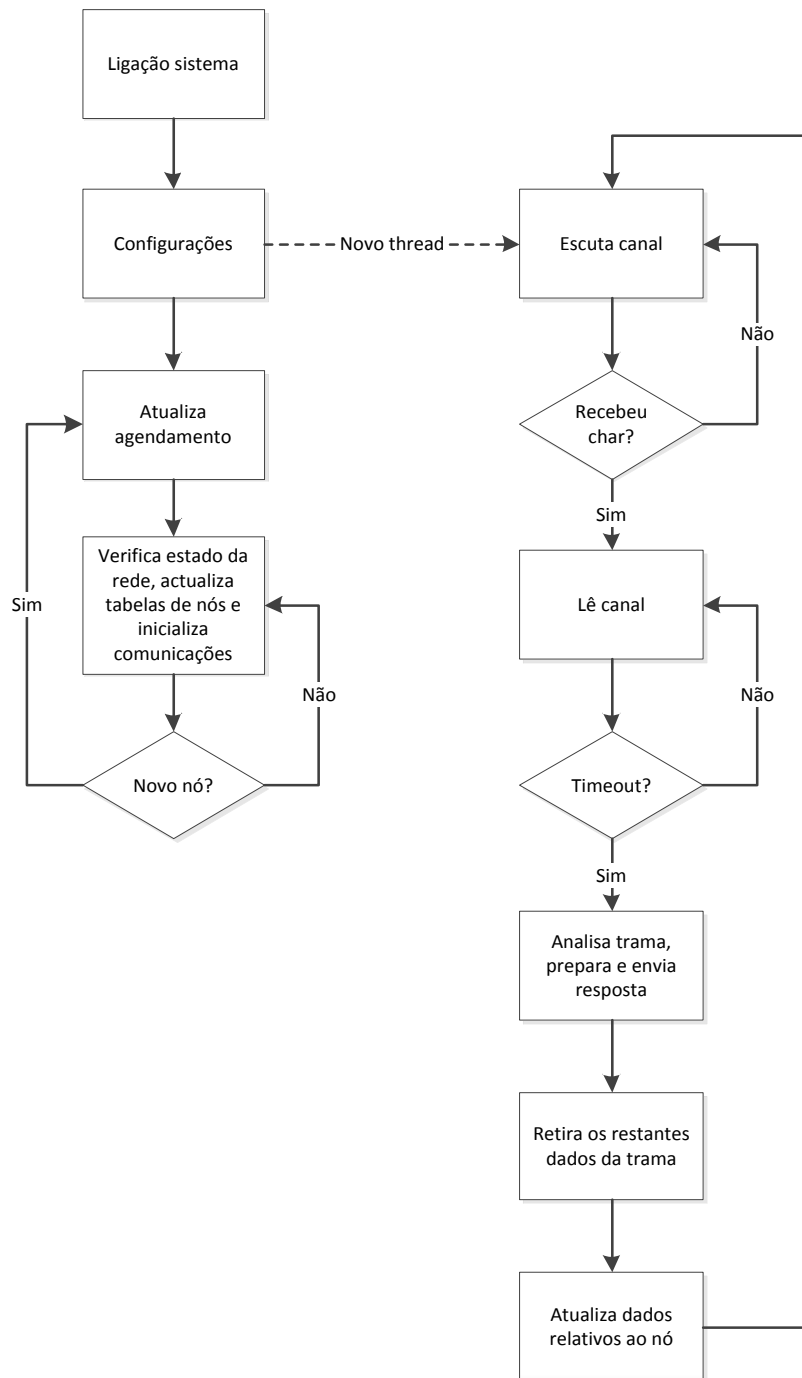 Ligação sistema
Configurações
Novo thread
Atualiza
agendamento
Verifica estado da
rede, actualiza
tabelas de nós e
inicializa
comunicações
Sim
Não
Novo nó?
Escuta canal
Não
Recebeu
char?
Sim
Lê canal
Não
Timeout?
Sim
Analisa trama,
prepara e envia
resposta
Retira os restantes
dados da trama
Atualiza dados
relativos ao nó